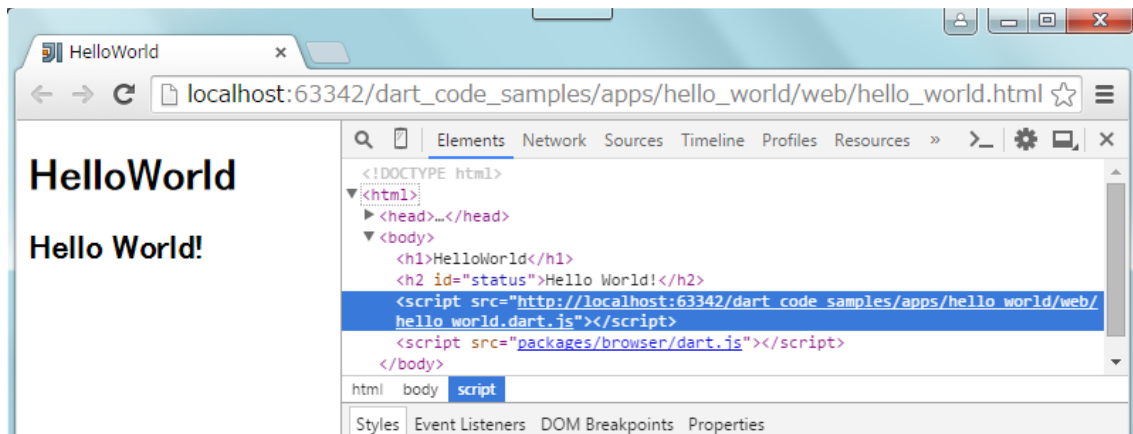 HelloWorld
localhost:63342/dart_code_samples/apps/hello_world/web/hello_world.html
Elements Network Sources Timeline Profiles Resources »
HelloWorld
Hello World!
<!DOCTYPE html>
<html>
<head>…</head>
<body>
<h1>HelloWorld</h1>
<h2 id="status">Hello World!</h2>
<script src="http://localhost:63342/dart_code_samples/apps/hello_world/web/
hello_world.dart.js"></script>
<script src="packages/browser/dart.js"></script>
</body>
html body script
Styles Event Listeners DOM Breakpoints Properties